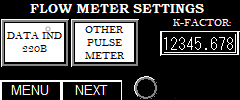 FLOW METER SETTINGS
DATA IND
220B
OTHER
PULSE
METER
K-FACTOR:
12345.678
MENU
NEXT